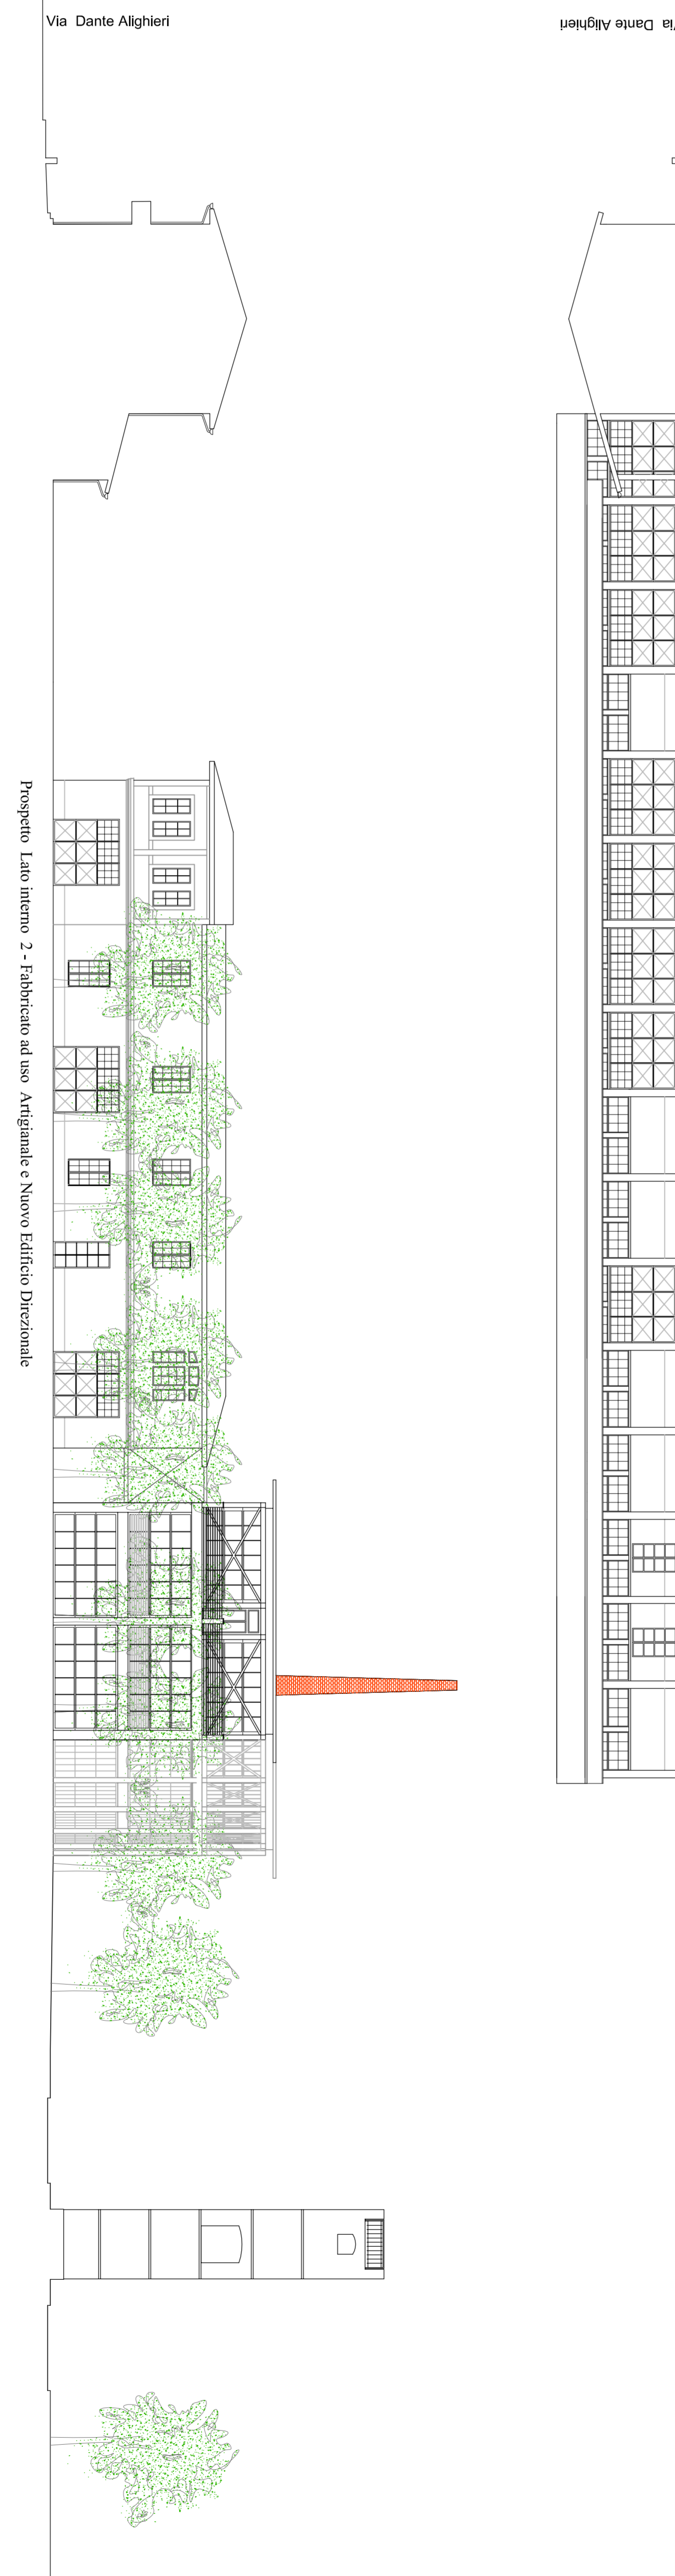 Via Dante Alighieri
Via Dante Alighieri
Prospetto Lato interno 2 - Fabbricato ad uso Artigianale e Nuovo Edificio Direzionale